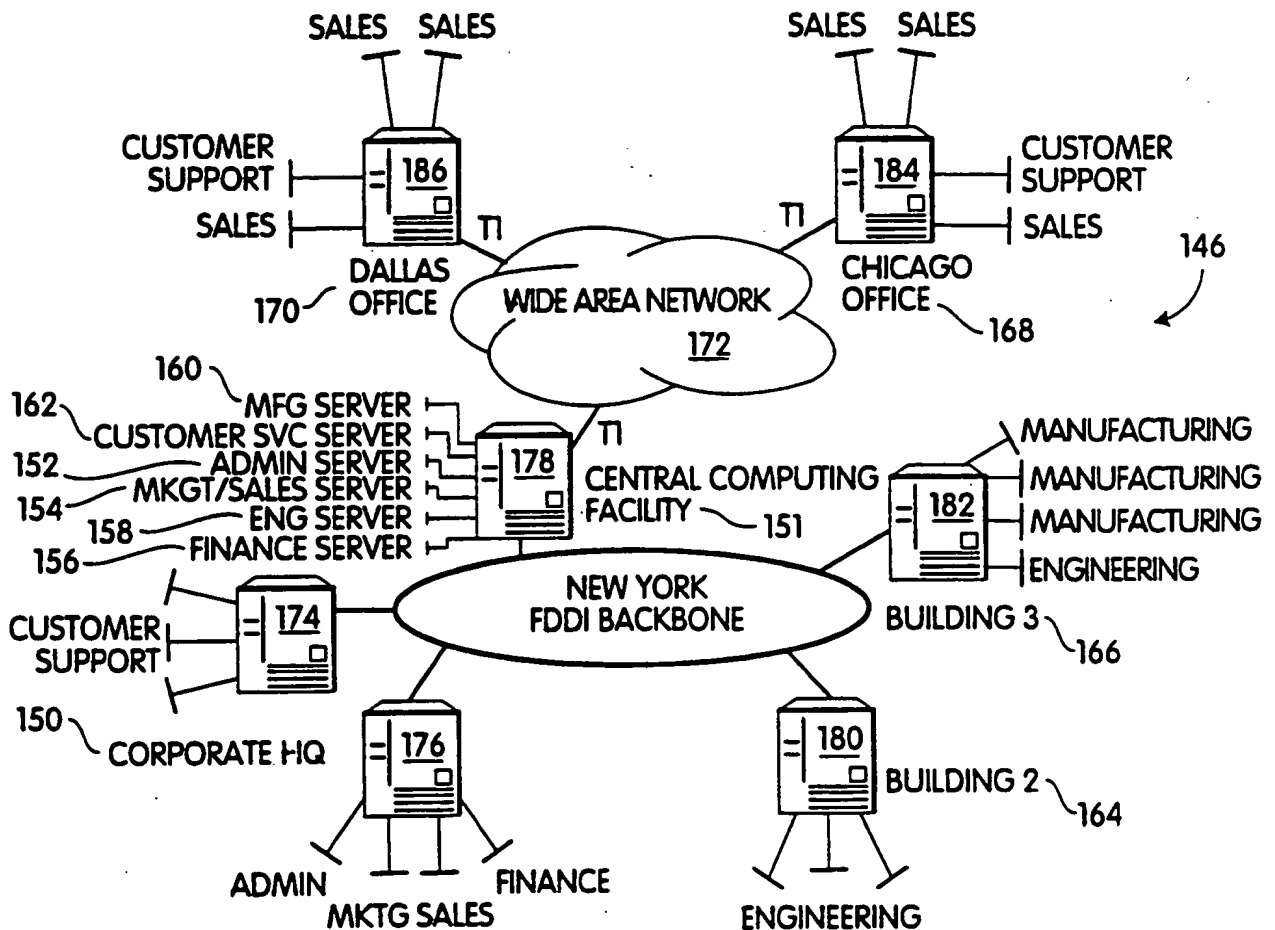 SALES SALES
SALES SALES
CUSTOMER
SUPPORT
186
SALES
T1
DALLAS
OFFICE
170
184
CUSTOMER
SUPPORT
SALES
T1
CHICAGO
OFFICE
168
146
WIDE AREA NETWORK
172
160
MFG SERVER
162
CUSTOMER SVC SERVER
152
ADMIN SERVER
154
MKGT/SALES SERVER
158
ENG SERVER
156
FINANCE SERVER
178
T1
CENTRAL COMPUTING
FACILITY
151
182
MANUFACTURING
MANUFACTURING
MANUFACTURING
ENGINEERING
BUILDING 3
166
NEW YORK
FDDI BACKBONE
174
CUSTOMER
SUPPORT
150
CORPORATE HQ
176
ADMIN
MKTG SALES
FINANCE
180
BUILDING 2
164
ENGINEERING